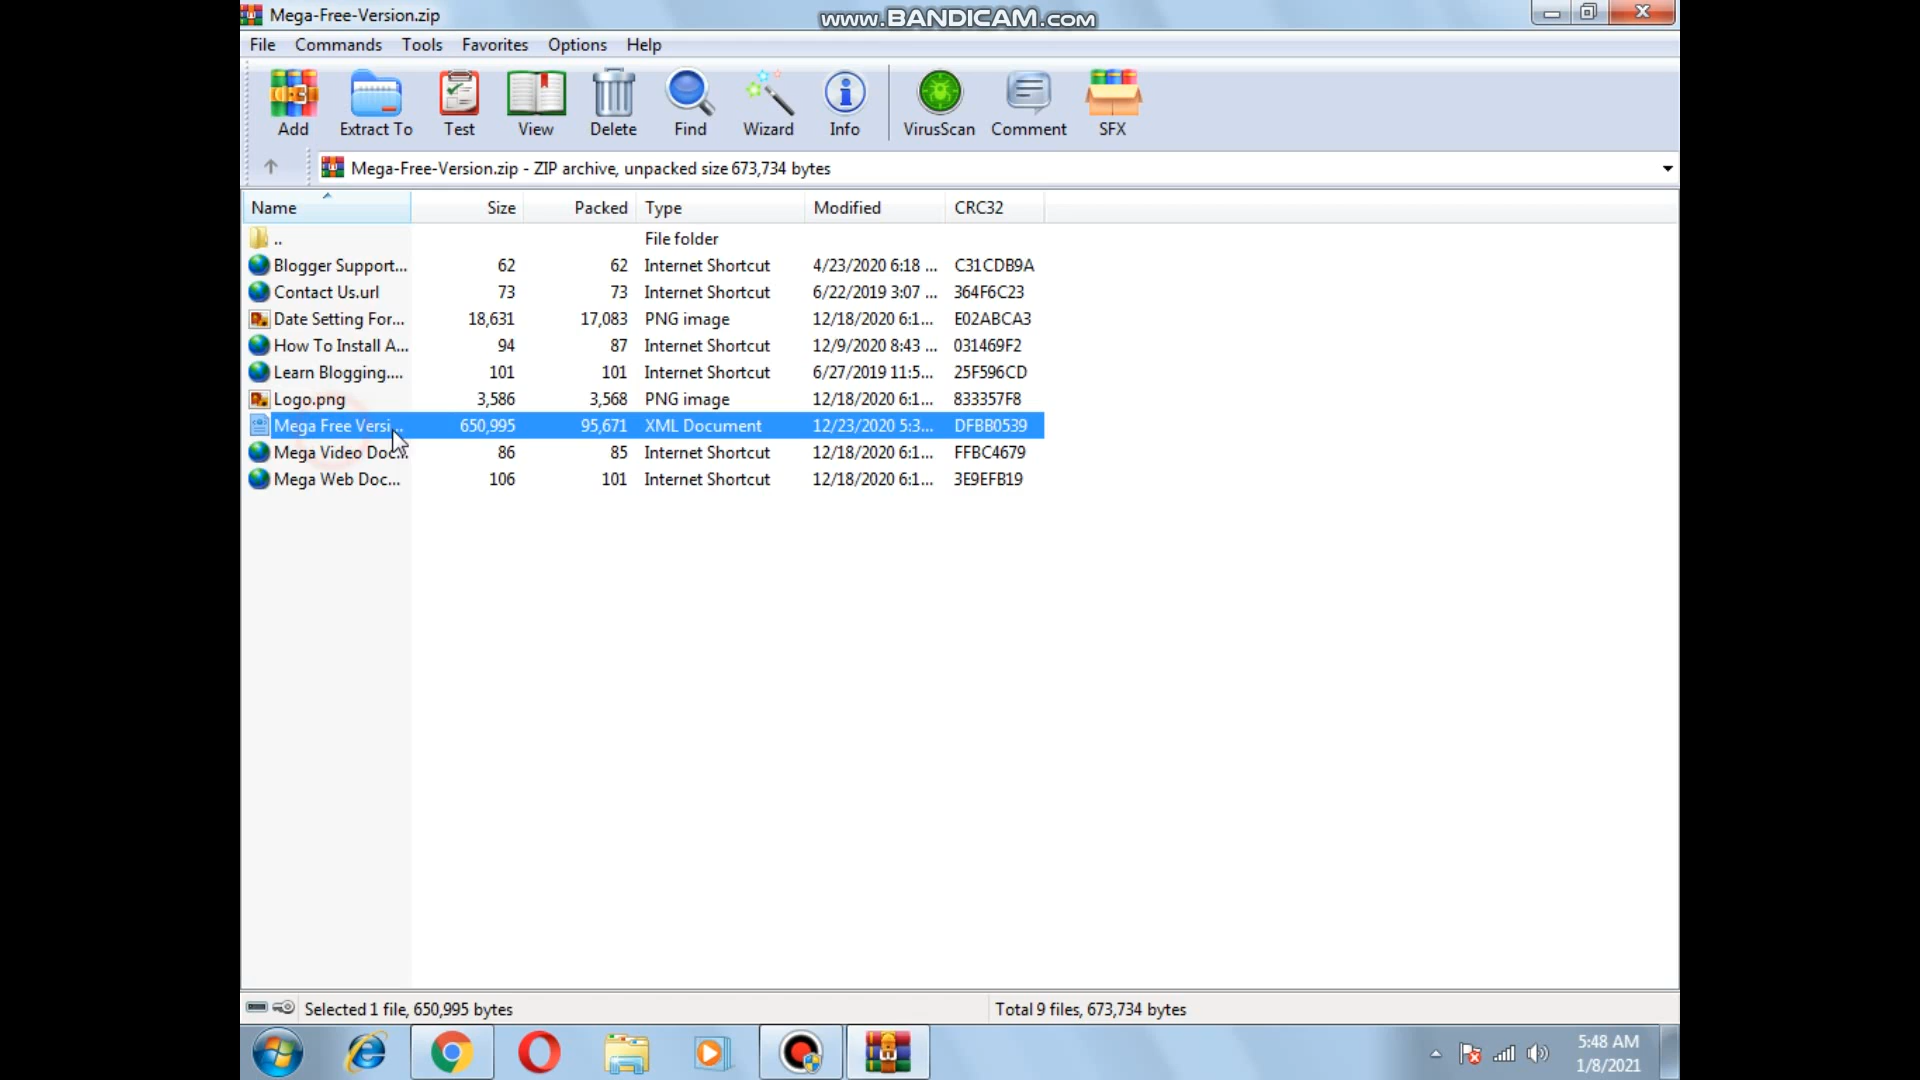 Mega-Free-Version.zip
www.BANDICAM.com
File Commands Tools Favorites Options Help
Add Extract To Test View Delete Find Wizard Info VirusScan Comment SFX
Mega-Free-Version.zip - ZIP archive, unpacked size 673,734 bytes
Name Size Packed Type Modified CRC32
.. File folder
Blogger Support... 62 62 Internet Shortcut 4/23/2020 6:18 ... C31CDB9A
Contact Us.url 73 73 Internet Shortcut 6/22/2019 3:07 ... 364F6C23
Date Setting For... 18,631 17,083 PNG image 12/18/2020 6:1... E02ABCA3
How To Install A... 94 87 Internet Shortcut 12/9/2020 8:43 ... 031469F2
Learn Blogging.... 101 101 Internet Shortcut 6/27/2019 11:5... 25F596CD
Logo.png 3,586 3,568 PNG image 12/18/2020 6:1... 833357F8
Mega Free Versi... 650,995 95,671 XML Document 12/23/2020 5:3... DFBB0539
Mega Video Doc... 86 85 Internet Shortcut 12/18/2020 6:1... FFBC4679
Mega Web Doc... 106 101 Internet Shortcut 12/18/2020 6:1... 3E9EFB19
Selected 1 file, 650,995 bytes
Total 9 files, 673,734 bytes
5:48 AM
1/8/2021